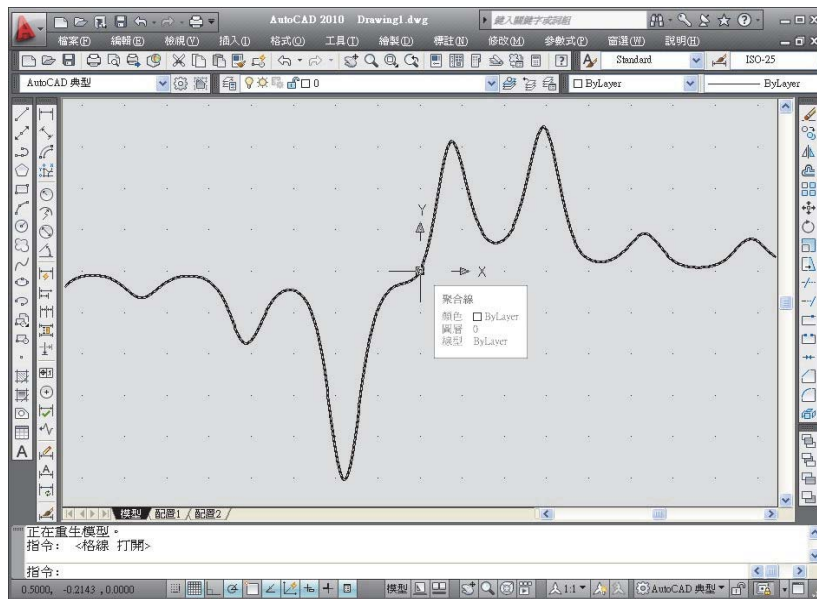 AutoCAD 2010 Drawing1.dwg
鍵入關鍵字或詞組
檔案(F) 編輯(E) 檢視(V) 插入(I) 格式(O) 工具(T) 繪製(D) 標註(N) 修改(M) 參數式(P) 視窗(W) 說明(H)
Standard ISO-25
AutoCAD 典型 0 ByLayer ByLayer
Y
X
聚合線
顏色 ByLayer
圖層 0
線型 ByLayer
A
模型 配置1 配置2
正在重生模型。
指令： <格線 打開>
指令:
0.5000, -0.2143 , 0.0000 模型 1:1 AutoCAD 典型